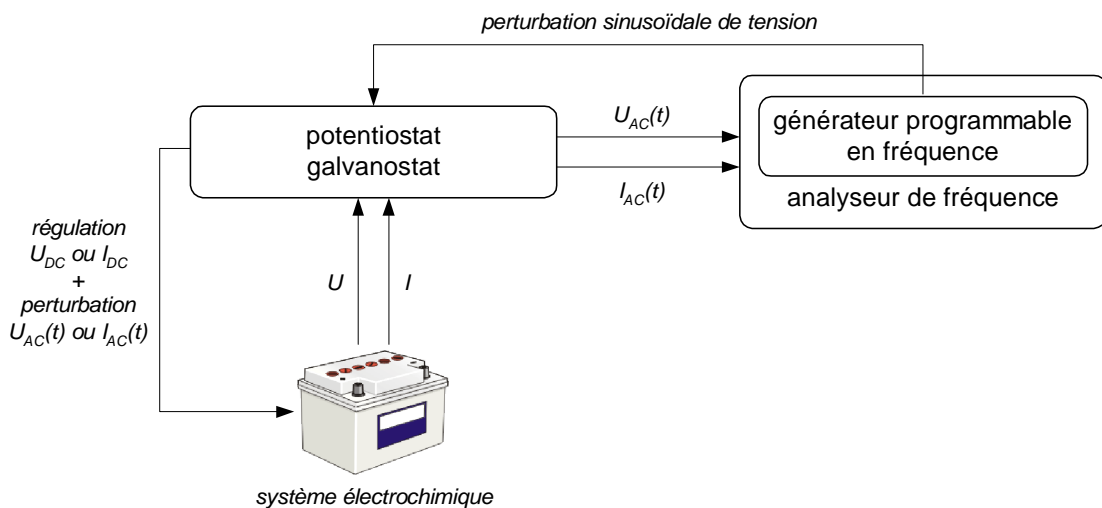 perturbation sinusoïdale de tension
potentiostat
galvanostat
U_AC(t)
I_AC(t)
générateur programmable
en fréquence
analyseur de fréquence
régulation
U_DC ou I_DC
+
perturbation
U_AC(t) ou I_AC(t)
U
I
système électrochimique